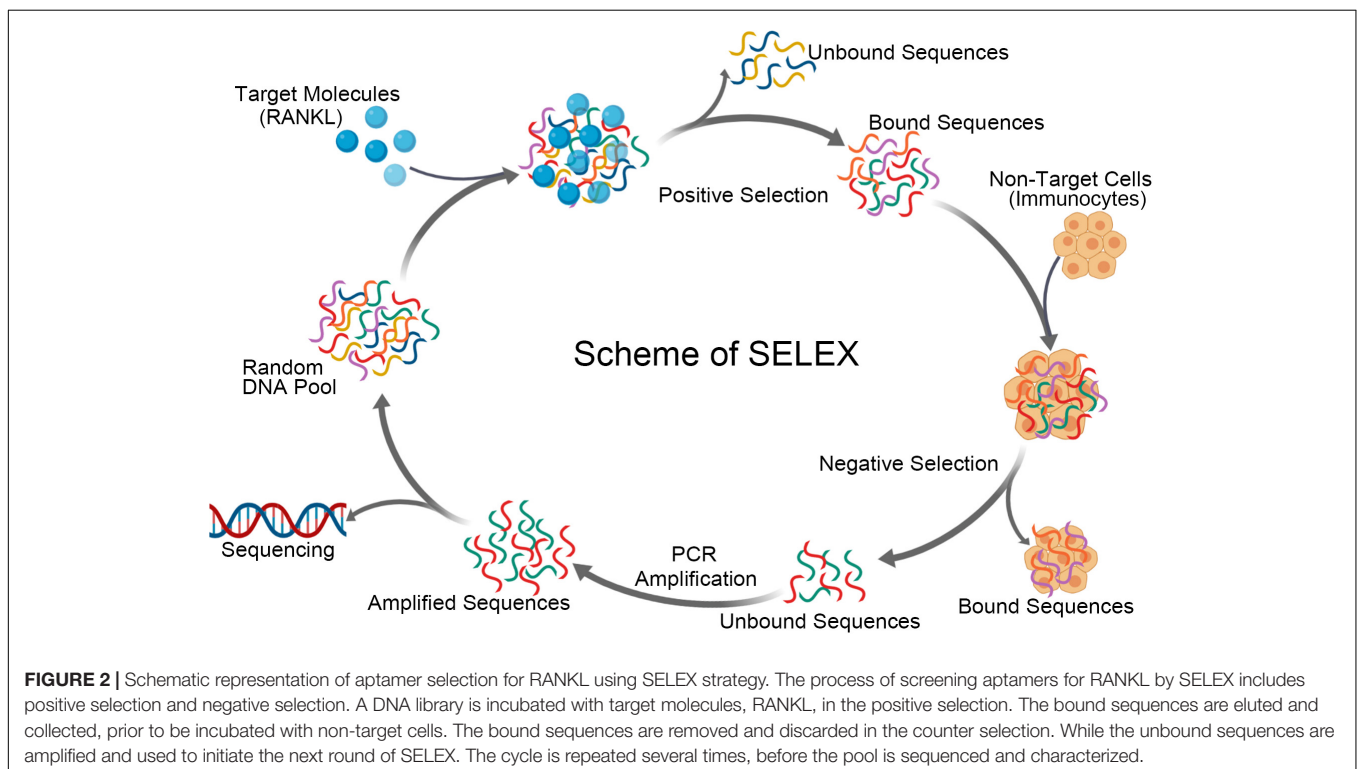 Unbound Sequences
Target Molecules
(RANKL)
Bound Sequences
Positive Selection
Non-Target Cells
(Immunocytes)
Scheme of SELEX
Random
DNA Pool
Negative Selection
Sequencing
PCR
Amplification
Amplified Sequences
Unbound Sequences
Bound Sequences
FIGURE 2 | Schematic representation of aptamer selection for RANKL using SELEX strategy. The process of screening aptamers for RANKL by SELEX includes
positive selection and negative selection. A DNA library is incubated with target molecules, RANKL, in the positive selection. The bound sequences are eluted and
collected, prior to be incubated with non-target cells. The bound sequences are removed and discarded in the counter selection. While the unbound sequences are
amplified and used to initiate the next round of SELEX. The cycle is repeated several times, before the pool is sequenced and characterized.